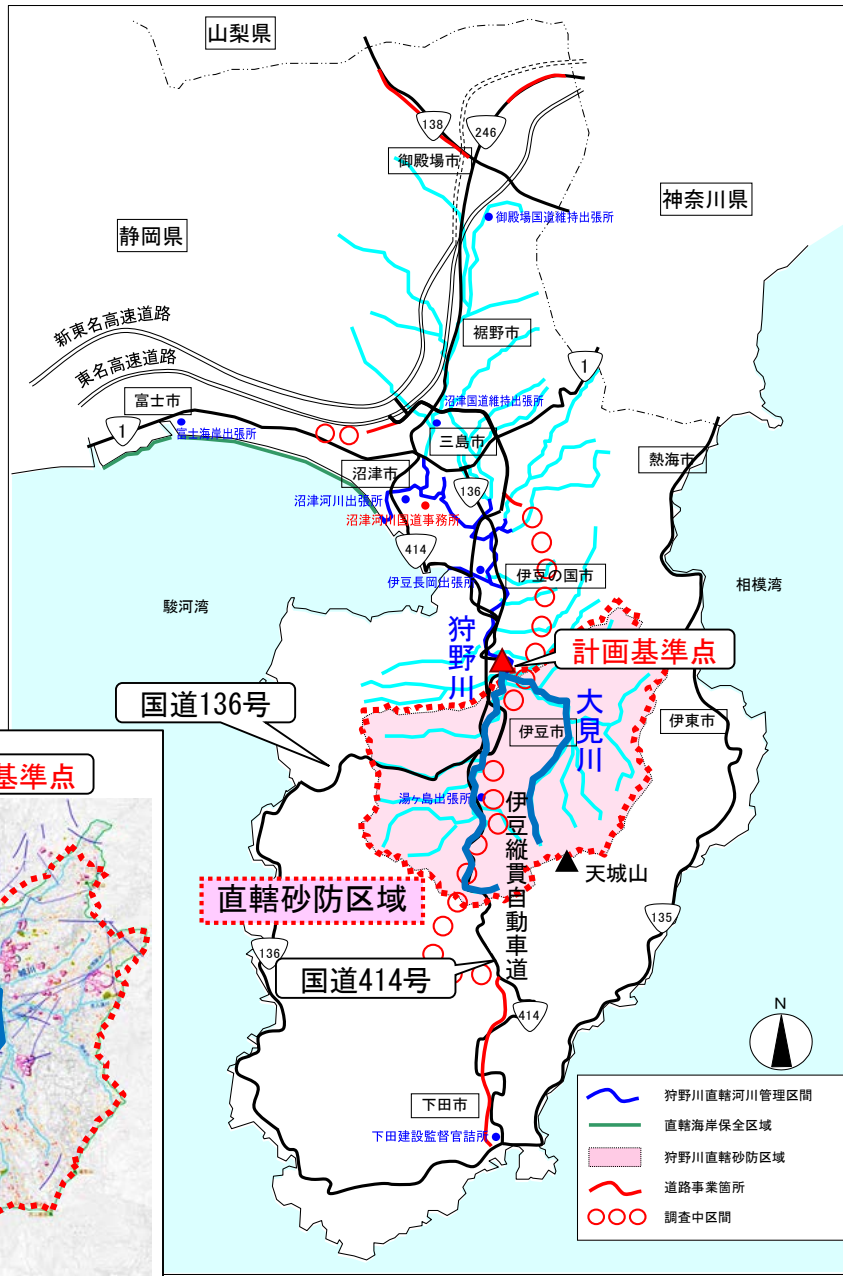 山梨県
138
246
御殿場市
神奈川県
御殿場国道維持出張所
静岡県
新東名高速道路
裾野市
東名高速道路
1
富士市
沼津国道維持出張所
1
富士海岸出張所
三島市
熱海市
沼津市
136
沼津河川出張所
沼津河川国道事務所
414
伊豆の国市
伊豆長岡出張所
相模湾
駿河湾
狩野川
計画基準点
国道136号
大見川
伊東市
伊豆市
基準点
湯ヶ島出張所
伊豆縦貫自動車道
天城山
直轄砂防区域
135
136
国道414号
414
N
下田市
下田建設監督官詰所
狩野川直轄河川管理区間
直轄海岸保全区域
狩野川直轄砂防区域
道路事業箇所
調査中区間